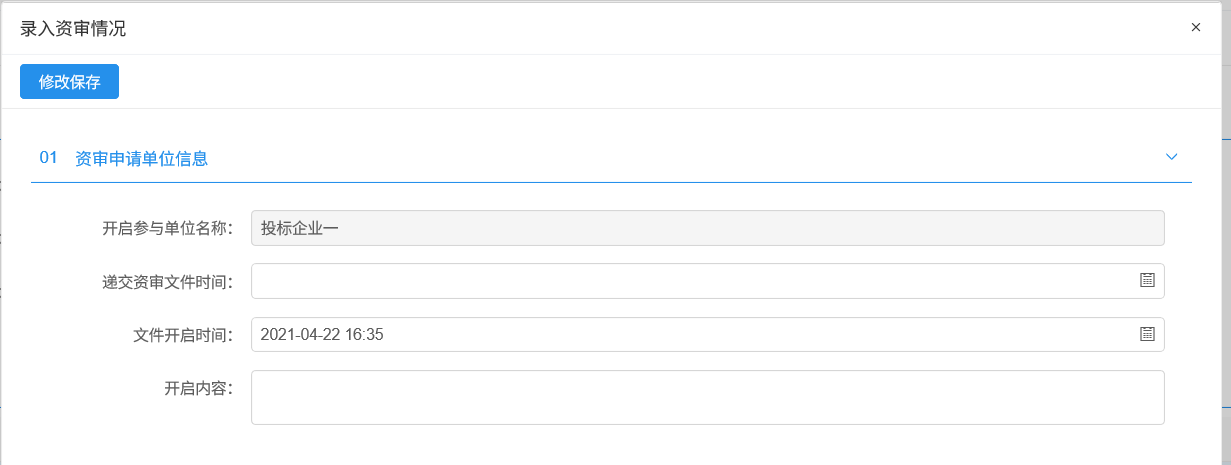 录入资审情况
×
修改保存
01 资审申请单位信息
开启参与单位名称： 投标企业一
递交资审文件时间：
文件开启时间： 2021-04-22 16:35
开启内容：